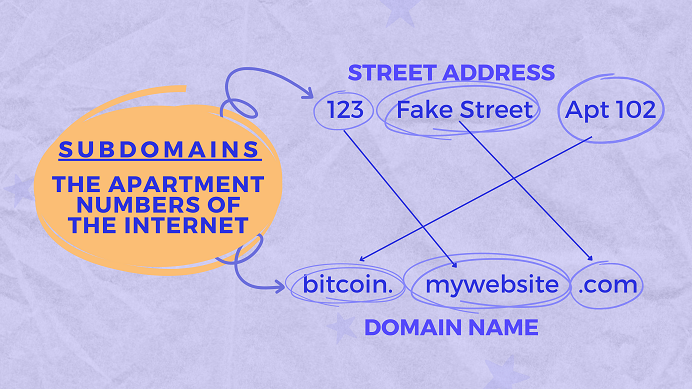 SUBDOMAINS
THE APARTMENT
NUMBERS OF
THE INTERNET
STREET ADDRESS
123 Fake Street Apt 102
bitcoin. mywebsite .com
DOMAIN NAME